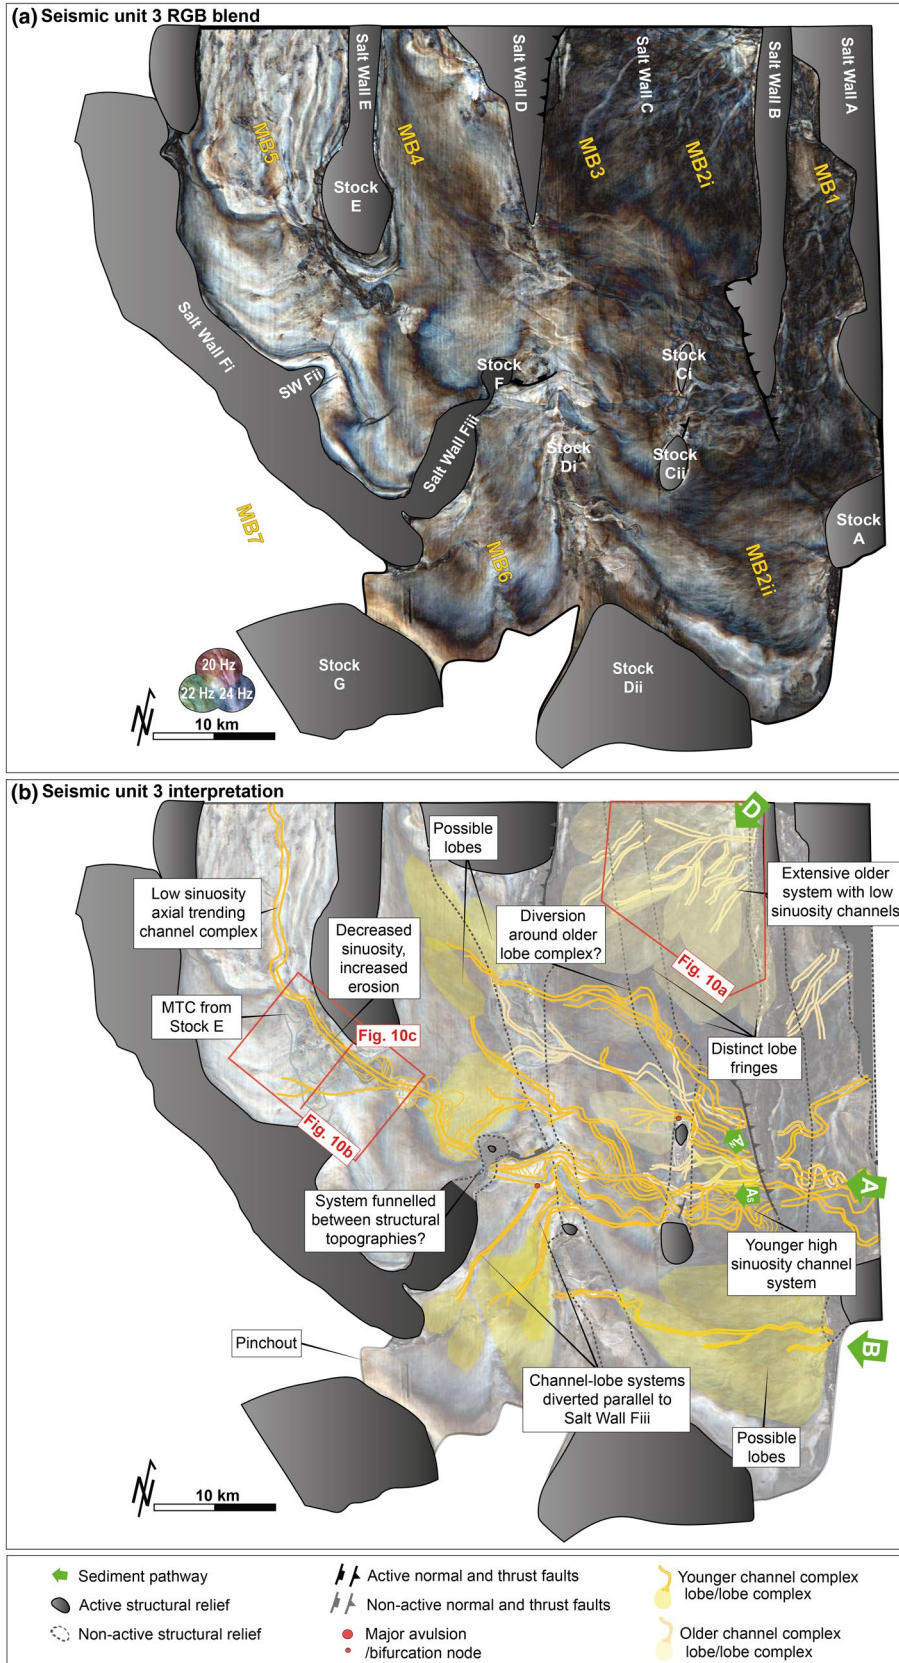 (a) Seismic unit 3 RGB blend
Salt Wall E
Salt Wall D
Salt Wall C
Salt Wall B
Salt Wall A
MB5
MB4
MB3
MB2i
MB1
Stock
E
Salt Wall Fi
SW Fii
Stock
F
Stock
Ci
Salt Wall Fiii
Stock
Di
Stock
Cii
MB7
MB6
MB2ii
Stock
A
20 Hz
22 Hz
24 Hz
Stock
G
Stock
Dii
N
10 km
(b) Seismic unit 3 interpretation
D
Possible
lobes
Low sinuosity
axial trending
channel complex
Extensive older
system with low
sinuosity channels
Decreased
sinuosity,
increased
erosion
Diversion
around older
lobe complex?
Fig. 10a
MTC from
Stock E
Fig. 10c
Distinct lobe
fringes
Fig. 10b
AN
A
AS
System funnelled
between structural
topographies?
Younger high
sinuosity channel
system
Pinchout
B
Channel-lobe systems
diverted parallel to
Salt Wall Fiii
Possible
lobes
N
10 km
Sediment pathway
Active structural relief
Non-active structural relief
Active normal and thrust faults
Non-active normal and thrust faults
Major avulsion
/bifurcation node
Younger channel complex
lobe/lobe complex
Older channel complex
lobe/lobe complex